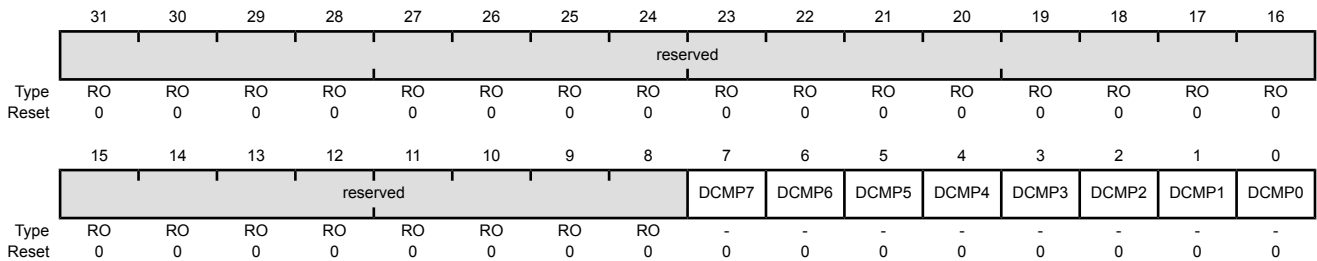 31 30 29 28 27 26 25 24 23 22 21 20 19 18 17 16
reserved
Type RO RO RO RO RO RO RO RO RO RO RO RO RO RO RO RO
Reset 0 0 0 0 0 0 0 0 0 0 0 0 0 0 0 0
15 14 13 12 11 10 9 8 7 6 5 4 3 2 1 0
reserved DCMP7 DCMP6 DCMP5 DCMP4 DCMP3 DCMP2 DCMP1 DCMP0
Type RO RO RO RO RO RO RO RO - - - - - - - -
Reset 0 0 0 0 0 0 0 0 0 0 0 0 0 0 0 0